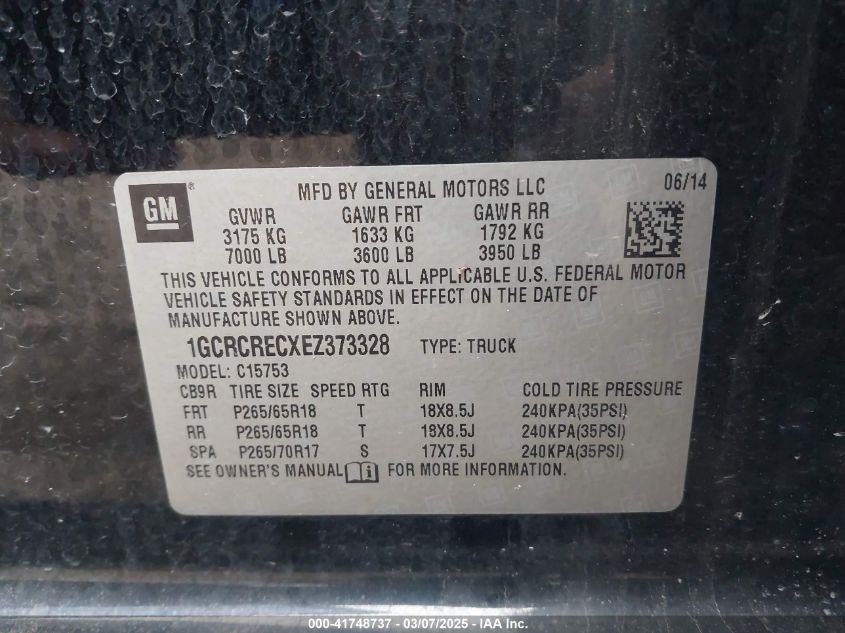 GM ® MFD BY GENERAL MOTORS LLC 06/14
GVWR GAWR FRT GAWR RR
3175 KG 1633 KG 1792 KG
7000 LB 3600 LB 3950 LB
THIS VEHICLE CONFORMS TO ALL APPLICABLE U.S. FEDERAL MOTOR
VEHICLE SAFETY STANDARDS IN EFFECT ON THE DATE OF
MANUFACTURE SHOWN ABOVE.
1GCRCRECXEZ373328 TYPE: TRUCK
MODEL: C15753
CB9R TIRE SIZE SPEED RTG RIM COLD TIRE PRESSURE
FRT P265/65R18 T 18X8.5J 240KPA(35PSI)
RR P265/65R18 T 18X8.5J 240KPA(35PSI)
SPA P265/70R17 S 17X7.5J 240KPA(35PSI)
SEE OWNER'S MANUAL FOR MORE INFORMATION.
000-41748737 — 03/07/2025 — IAA Inc.